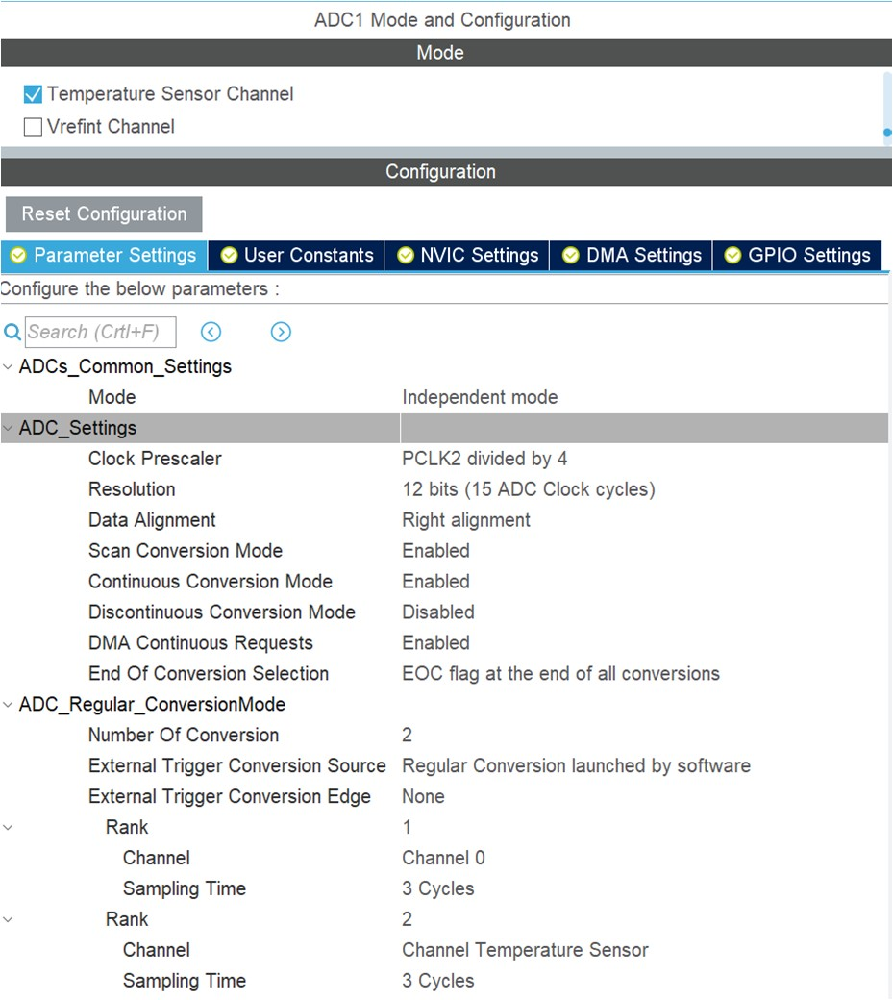 ADC1 Mode and Configuration
Mode
Temperature Sensor Channel
Vrefint Channel
Configuration
Reset Configuration
Parameter Settings User Constants NVIC Settings DMA Settings GPIO Settings
Configure the below parameters :
Search (Crtl+F)
ADCs_Common_Settings
Mode Independent mode
ADC_Settings
Clock Prescaler PCLK2 divided by 4
Resolution 12 bits (15 ADC Clock cycles)
Data Alignment Right alignment
Scan Conversion Mode Enabled
Continuous Conversion Mode Enabled
Discontinuous Conversion Mode Disabled
DMA Continuous Requests Enabled
End Of Conversion Selection EOC flag at the end of all conversions
ADC_Regular_ConversionMode
Number Of Conversion 2
External Trigger Conversion Source Regular Conversion launched by software
External Trigger Conversion Edge None
Rank 1
Channel Channel 0
Sampling Time 3 Cycles
Rank 2
Channel Channel Temperature Sensor
Sampling Time 3 Cycles